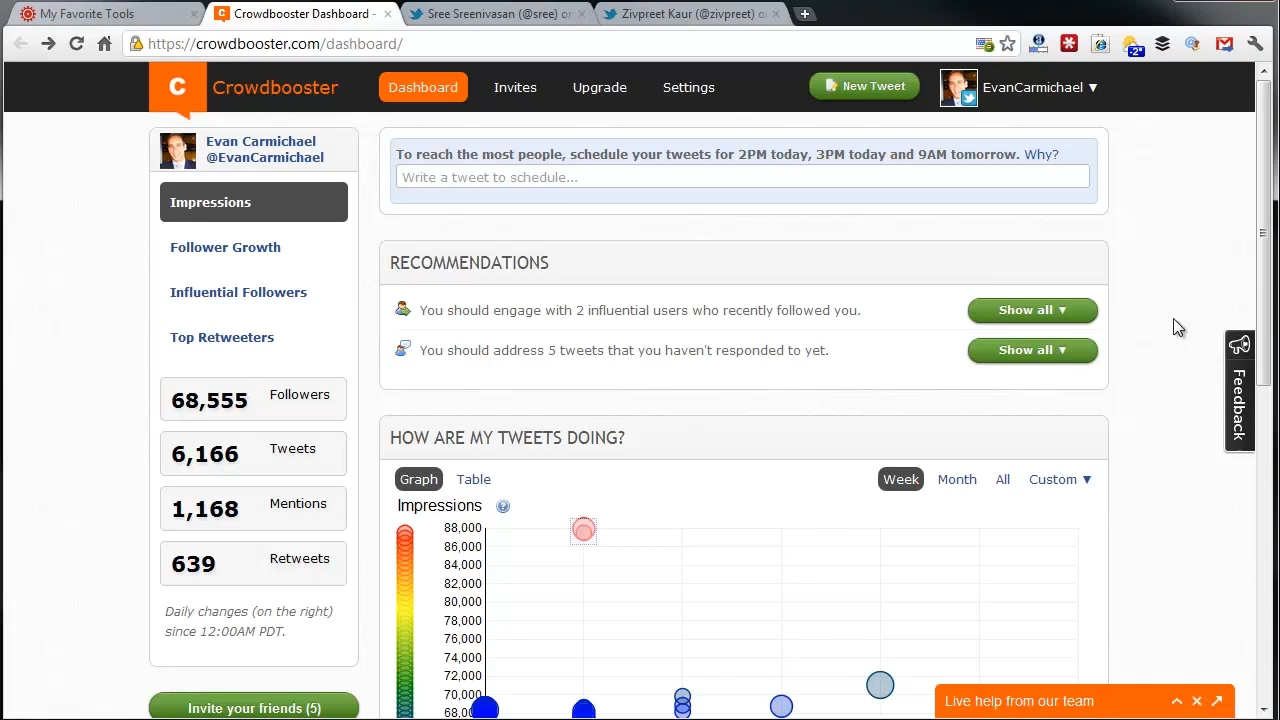 My Favorite Tools
Crowdbooster Dashboard -
Sree Sreenivasan (@sree) on
Zivpreet Kaur (@zivpreet) on
https://crowdbooster.com/dashboard/
C
Crowdbooster
Dashboard
Invites
Upgrade
Settings
New Tweet
EvanCarmichael ▼
Evan Carmichael
@EvanCarmichael
Impressions
Follower Growth
Influential Followers
Top Retweeters
68,555 Followers
6,166 Tweets
1,168 Mentions
639 Retweets
Daily changes (on the right)
since 12:00AM PDT.
Invite your friends (5)
To reach the most people, schedule your tweets for 2PM today, 3PM today and 9AM tomorrow. Why?
Write a tweet to schedule...
RECOMMENDATIONS
You should engage with 2 influential users who recently followed you.
Show all ▼
You should address 5 tweets that you haven't responded to yet.
Show all ▼
HOW ARE MY TWEETS DOING?
Graph
Table
Week
Month
All
Custom ▼
Impressions
88,000
86,000
84,000
82,000
80,000
78,000
76,000
74,000
72,000
70,000
68,000
Feedback
Live help from our team